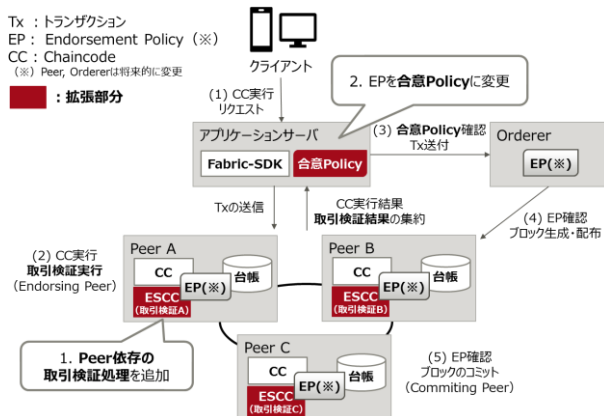 Tx : トランザクション
EP : Endorsement Policy (※)
CC : Chaincode
(※) Peer, Ordererは将来的に変更
: 拡張部分
クライアント
2. EPを合意Policyに変更
(1) CC実行
リクエスト
アプリケーションサーバ
Fabric-SDK
合意Policy
(3) 合意Policy確認
Tx送付
Orderer
EP(※)
Txの送信
CC実行結果
取引検証結果の集約
(4) EP確認
ブロック生成・配布
(2) CC実行
取引検証実行
(Endorsing Peer)
Peer A
CC
ESCC
(取引検証A)
EP(※)
台帳
Peer B
CC
ESCC
(取引検証B)
EP(※)
台帳
1. Peer依存の
取引検証処理を追加
Peer C
CC
ESCC
(取引検証C)
EP(※)
台帳
(5) EP確認
ブロックのコミット
(Commiting Peer)